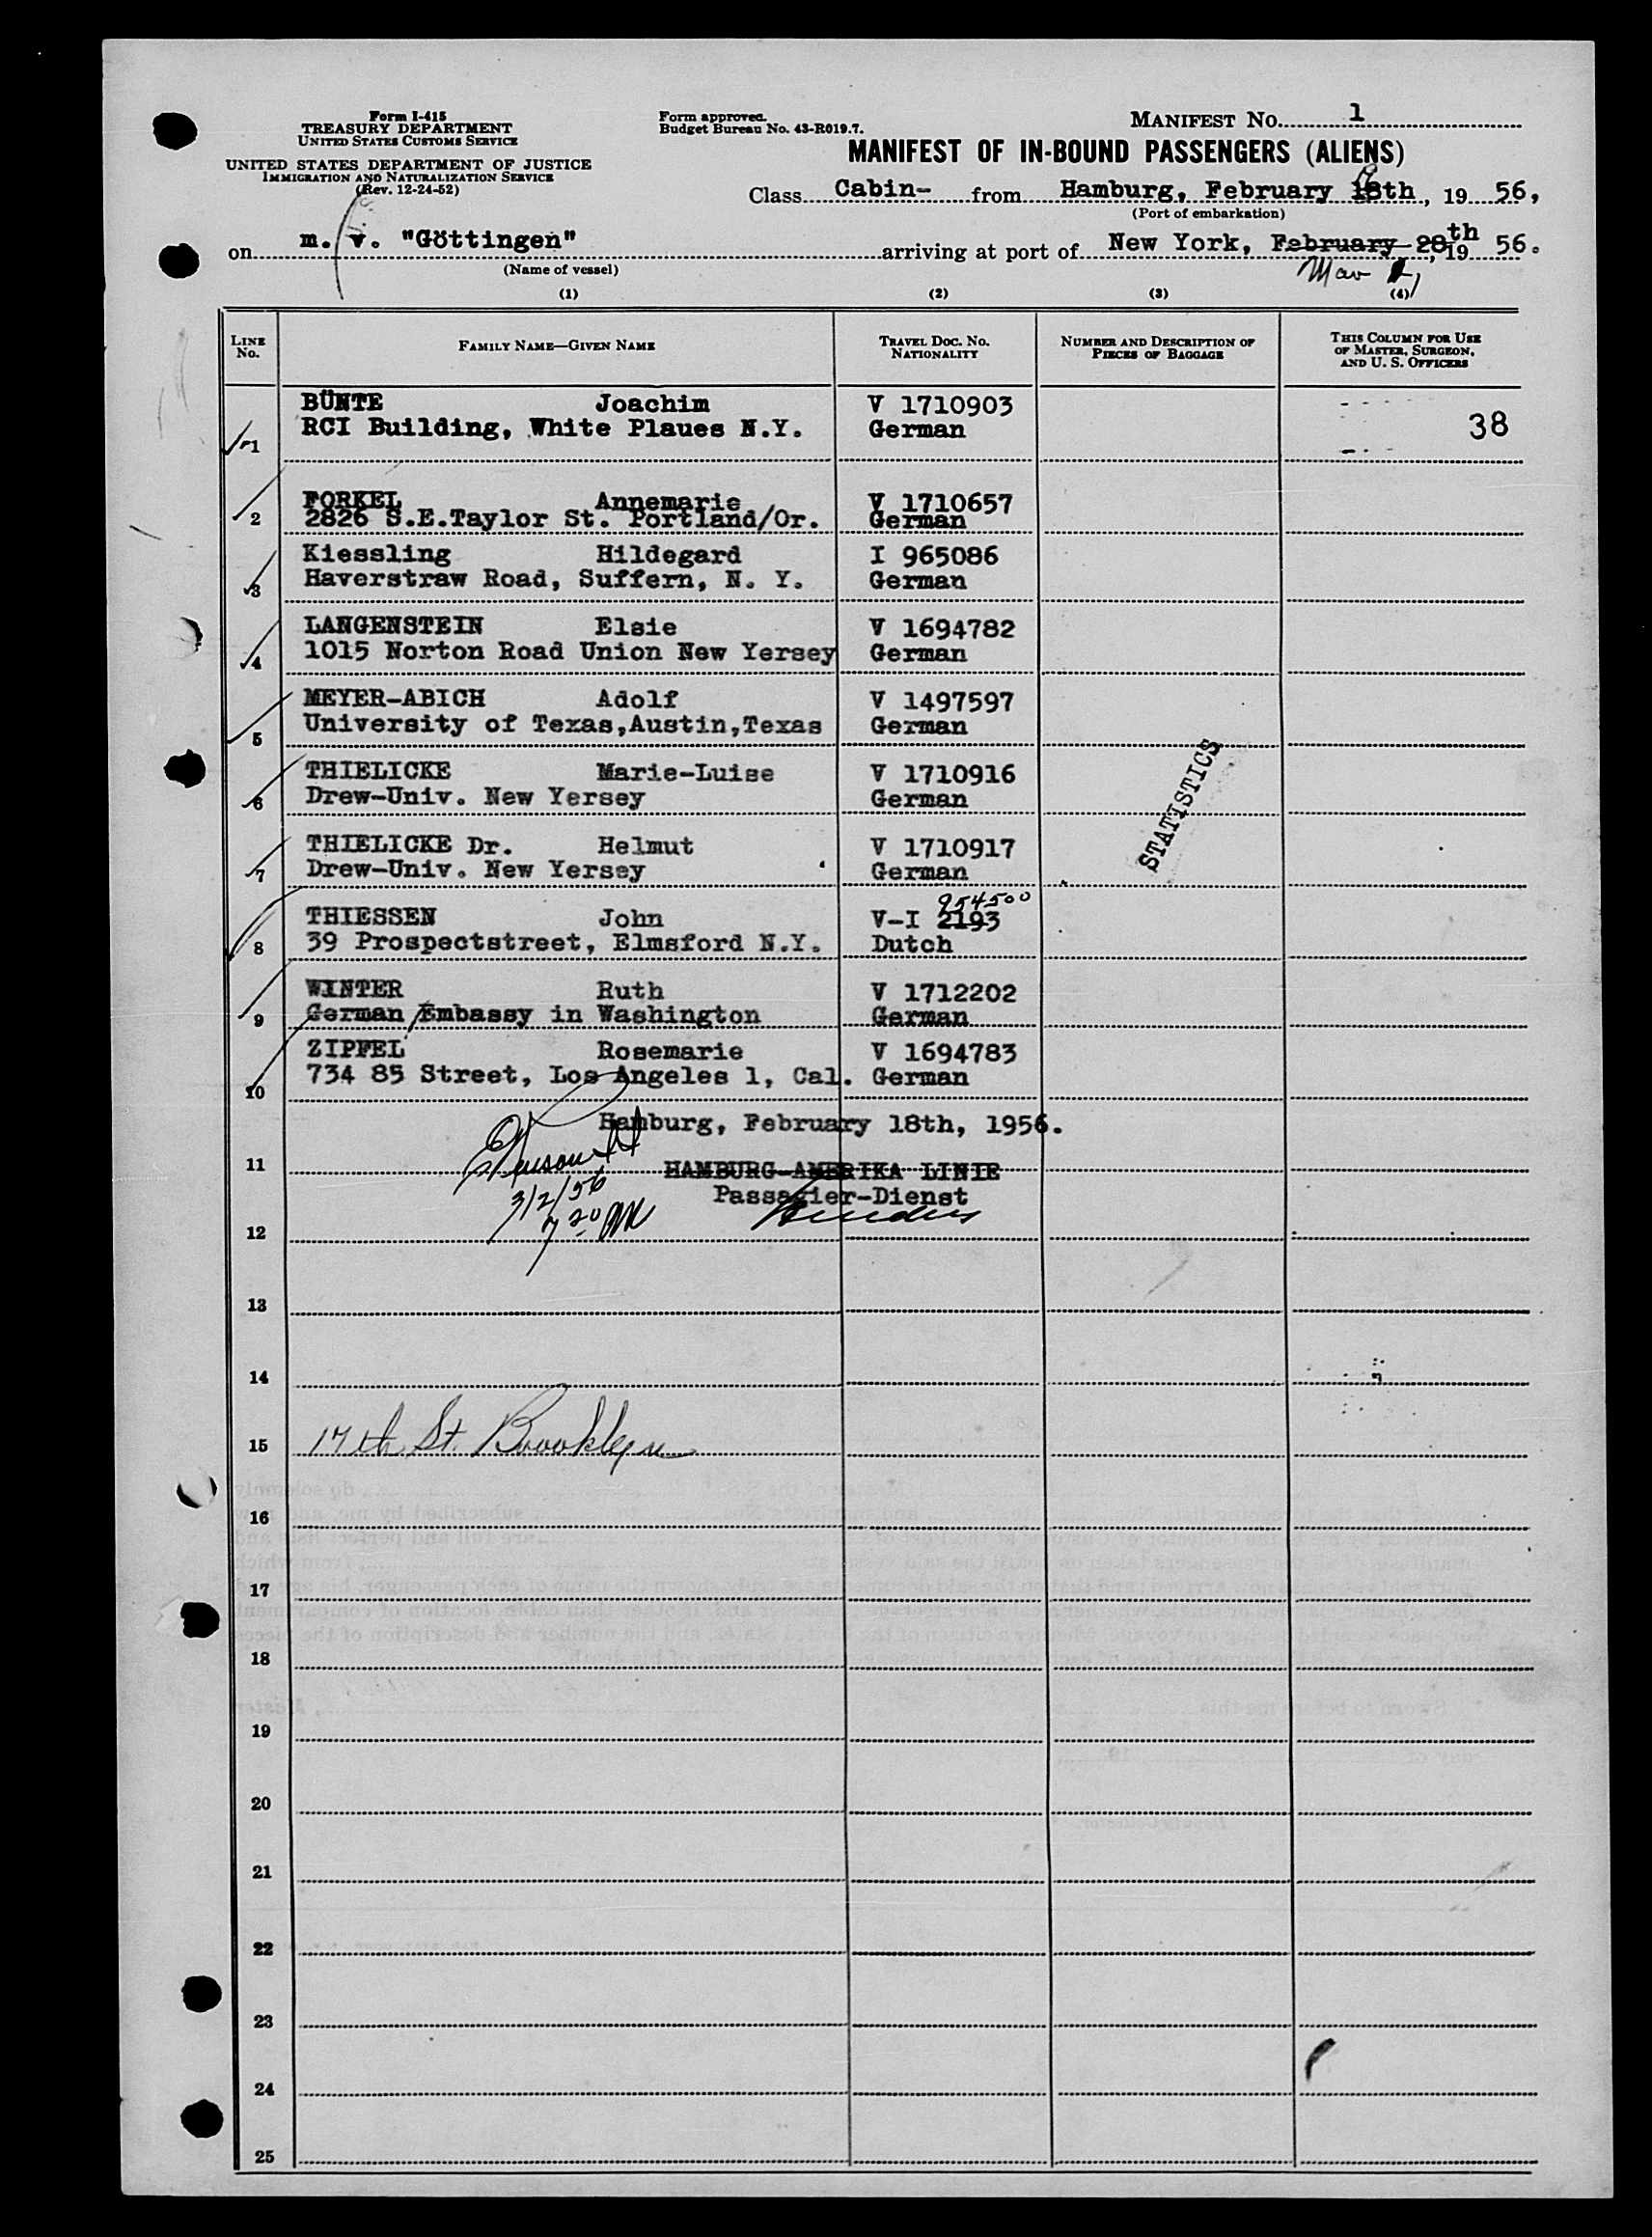 Form I-415
TREASURY DEPARTMENT
UNITED STATES CUSTOMS SERVICE
UNITED STATES DEPARTMENT OF JUSTICE
IMMIGRATION AND NATURALIZATION SERVICE
(Rev. 12-24-52)
Form approved.
Budget Bureau No. 43-R019.7.
MANIFEST NO. 1
MANIFEST OF IN-BOUND PASSENGERS (ALIENS)
Class Cabin- from Hamburg, February 18th, 1956,
(Port of embarkation)
on m. v. "Göttingen" arriving at port of New York, February 28th, 19 56.
(Name of vessel)
Mar
(1) (2) (3) (4)
LINE No. FAMILY NAME—GIVEN NAME TRAVEL DOC. NO. NATIONALITY NUMBER AND DESCRIPTION OF PIECES OF BAGGAGE THIS COLUMN FOR USE OF MASTER, SURGEON, AND U. S. OFFICERS
BÜNTE Joachim V 1710903
1 RCI Building, White Plaues N.Y. German 38
FORKEL Annemarie V 1710657
2 2826 S.E.Taylor St. Portland/Or. German
Kiessling Hildegard I 965086
3 Haverstraw Road, Suffern, N. Y. German
LANGENSTEIN Elsie V 1694782
4 1015 Norton Road Union New Yersey German
MEYER-ABICH Adolf V 1497597
5 University of Texas,Austin,Texas German
THIELICKE Marie-Luise V 1710916
6 Drew-Univ. New Yersey German
STATISTICS
THIELICKE Dr. Helmut V 1710917
7 Drew-Univ. New Yersey German
954500
THIESSEN John V-I 2193
8 39 Prospectstreet, Elmsford N.Y. Dutch
WINTER Ruth V 1712202
9 German Embassy in Washington German
ZIPFEL Rosemarie V 1694783
10 734 85 Street, Los Angeles 1, Cal. German
Hamburg, February 18th, 1956.
11 HAMBURG-AMERIKA LINIE
Passagier-Dienst
3/2/56
7 20 AM
12
13
14
15 17th St. Brooklyn
16
17
18
19
20
21
22
23
24
25